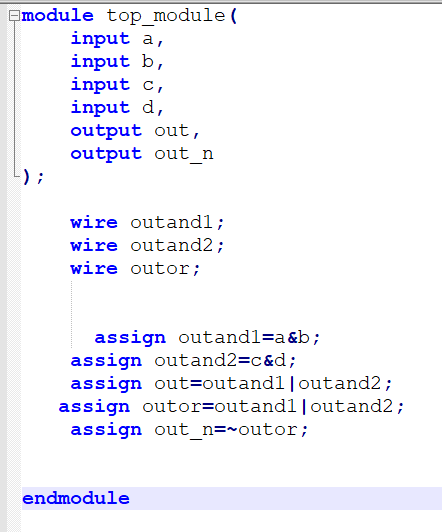 module top_module(
input a,
input b,
input c,
input d,
output out,
output out_n
);
wire outand1;
wire outand2;
wire outor;
assign outand1=a&b;
assign outand2=c&d;
assign out=outand1|outand2;
assign outor=outand1|outand2;
assign out_n=~outor;
endmodule